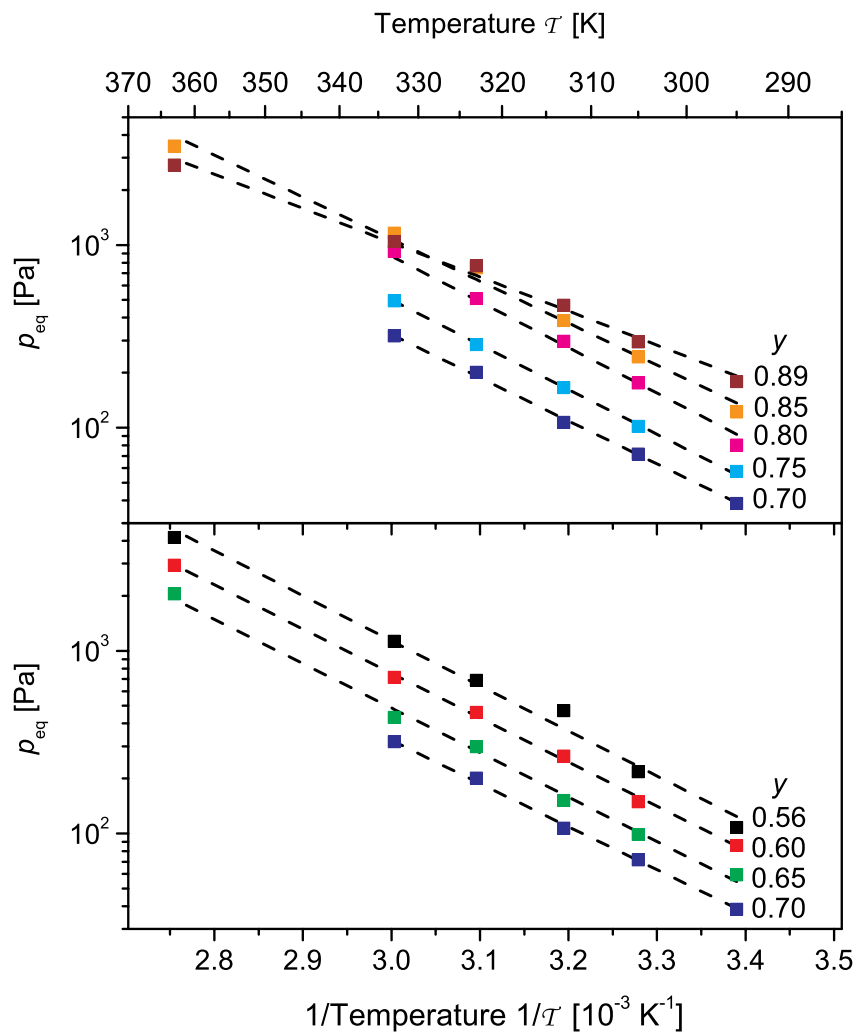 Temperature 𝒯 [K]
370 360 350 340 330 320 310 300 290
10³
10²
p_eq [Pa]
y
0.89
0.85
0.80
0.75
0.70
10³
10²
p_eq [Pa]
y
0.56
0.60
0.65
0.70
2.8 2.9 3.0 3.1 3.2 3.3 3.4 3.5
1/Temperature 1/𝒯 [10⁻³ K⁻¹]